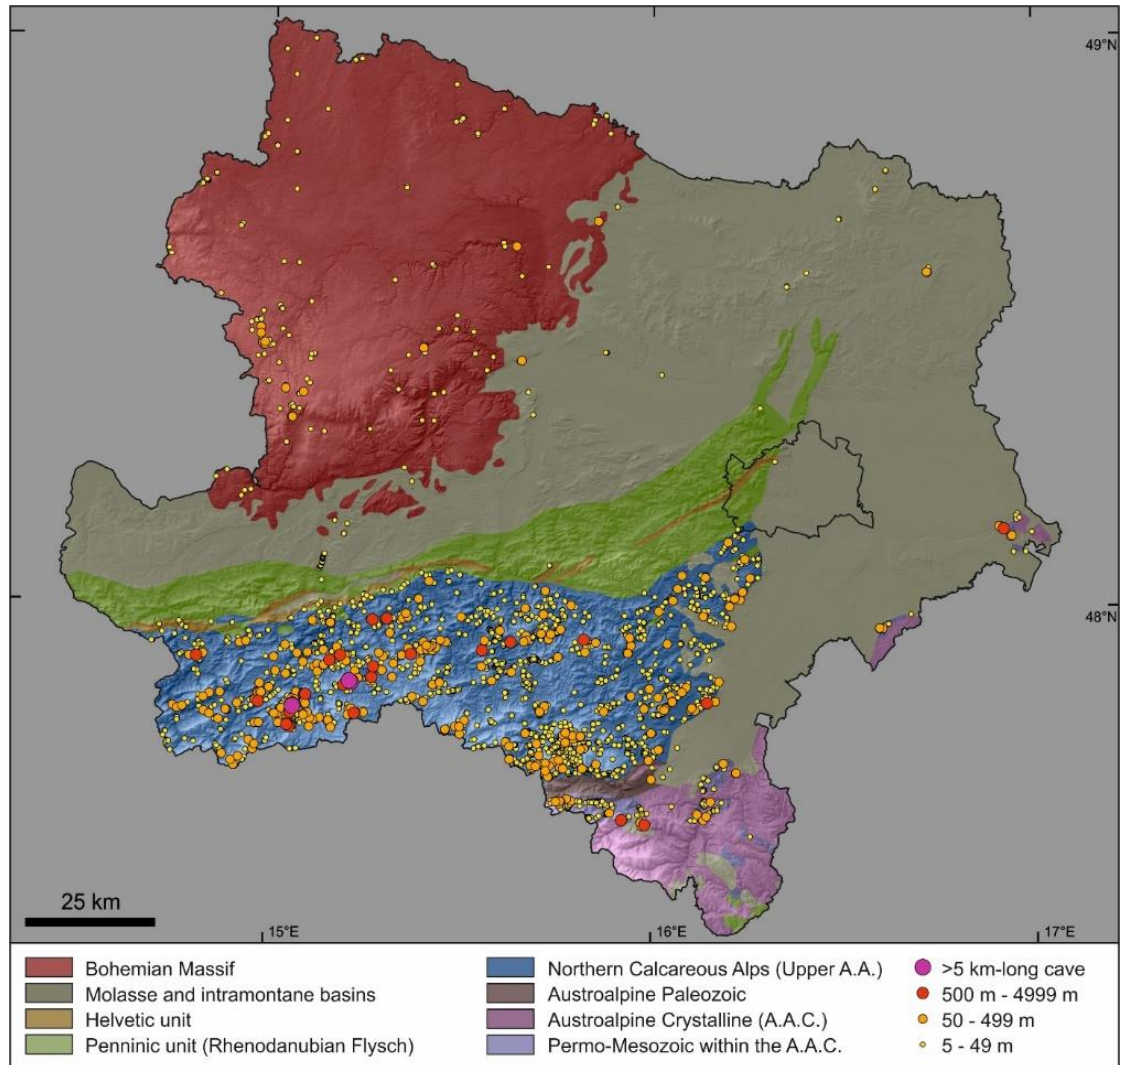 49°N
48°N
25 km
15°E
16°E
17°E
Bohemian Massif
Molasse and intramontane basins
Helvetic unit
Penninic unit (Rhenodanubian Flysch)
Northern Calcareous Alps (Upper A.A.)
Austroalpine Paleozoic
Austroalpine Crystalline (A.A.C.)
Permo-Mesozoic within the A.A.C.
>5 km-long cave
500 m - 4999 m
50 - 499 m
5 - 49 m